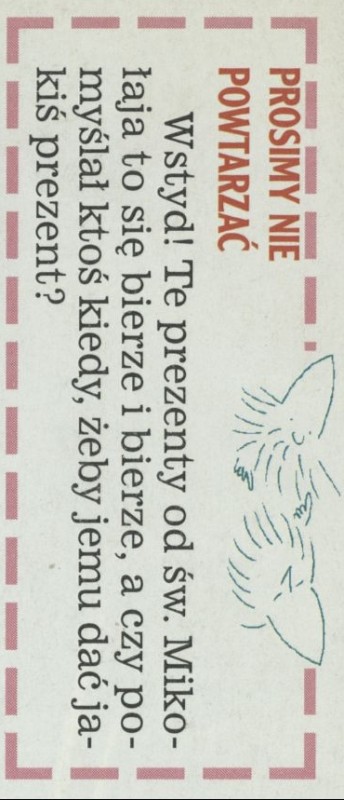 PROSIMY NIE
POWTARZAĆ
Wstyd! Te prezenty od św. Miko-
łaja to się bierze i bierze, a czy po-
myślał ktoś kiedy, żeby jemu dać ja-
kiś prezent?